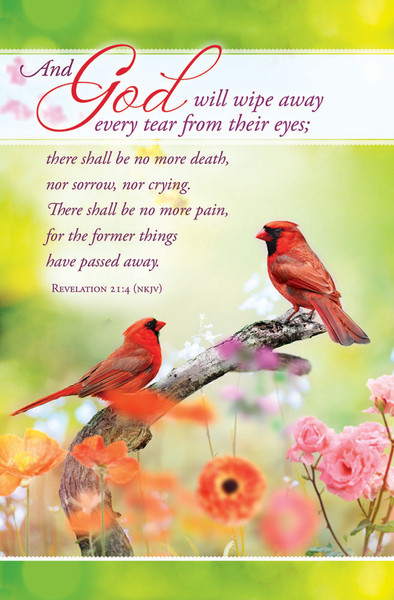 And God will wipe away
every tear from their eyes;
there shall be no more death,
nor sorrow, nor crying.
There shall be no more pain,
for the former things
have passed away.
Revelation 21:4 (NKJV)